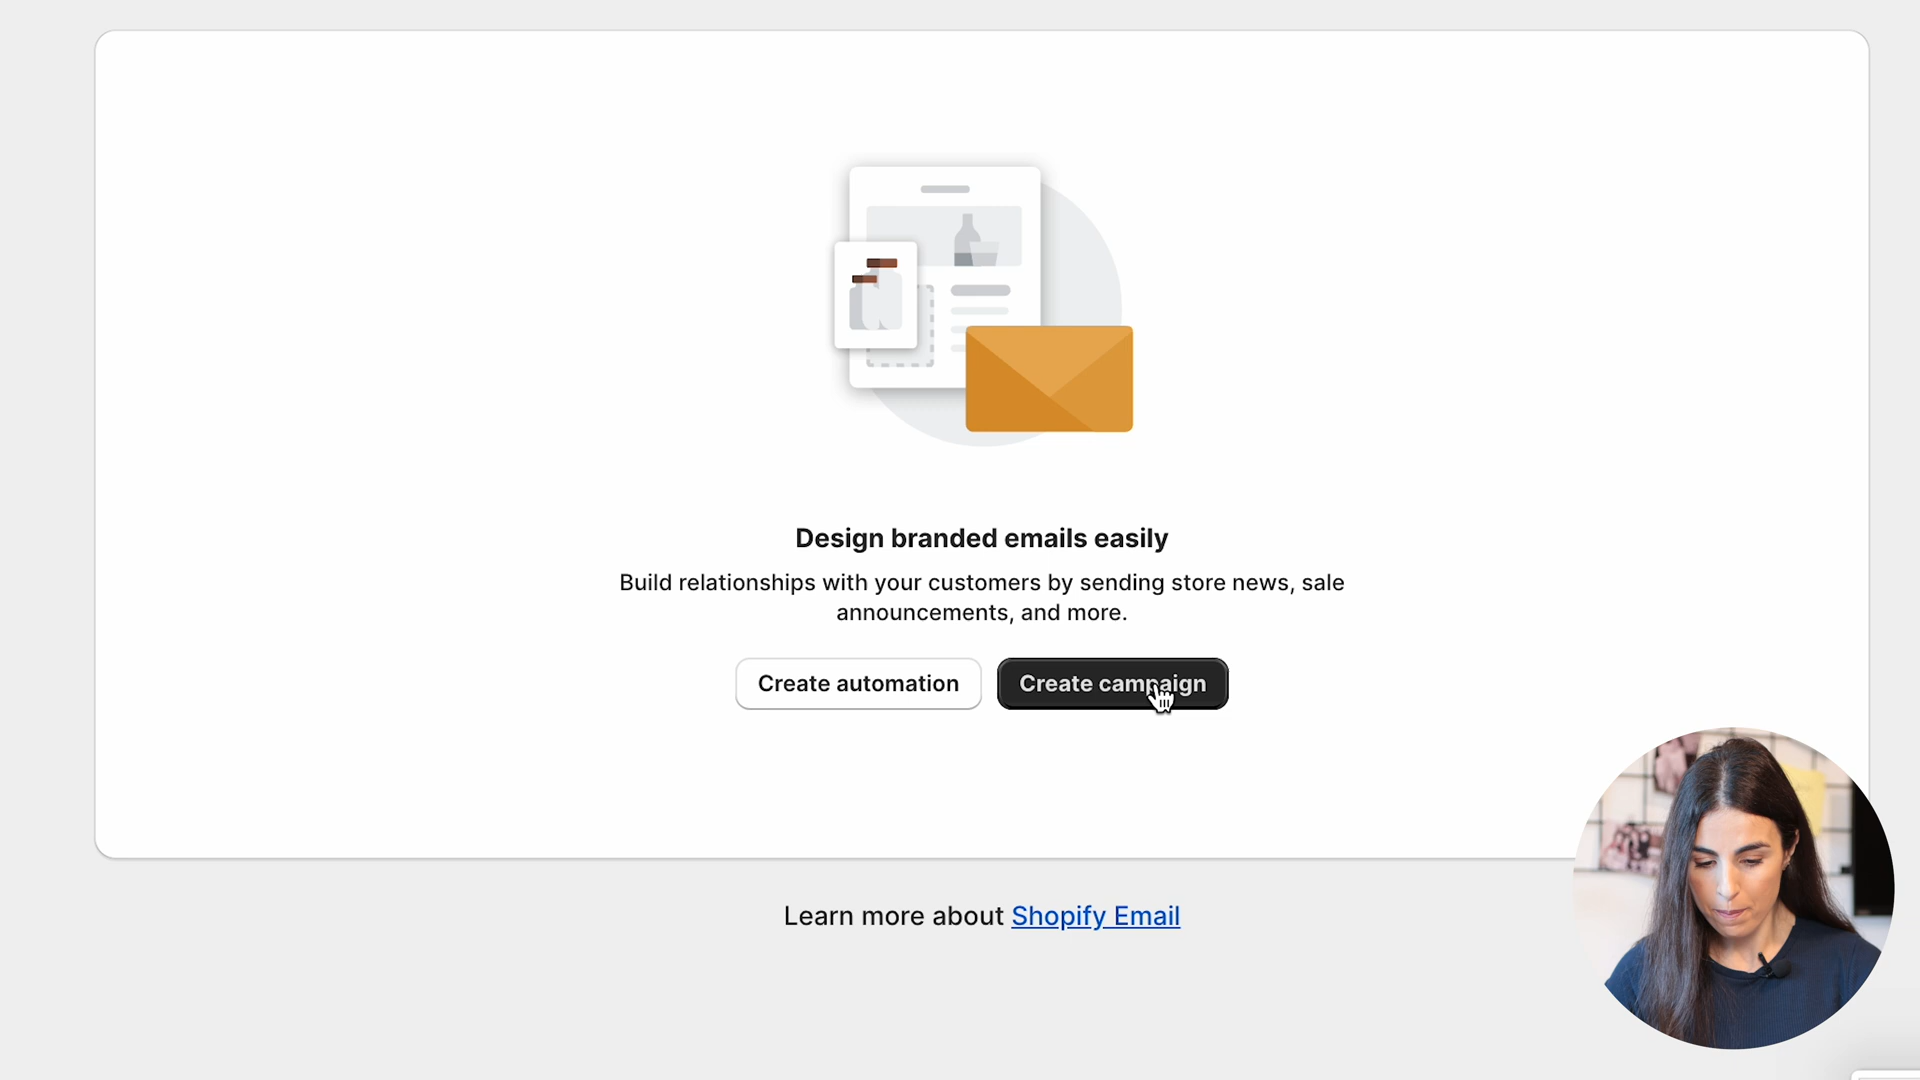 Design branded emails easily
Build relationships with your customers by sending store news, sale
announcements, and more.
Create automation
Create campaign
Learn more about Shopify Email